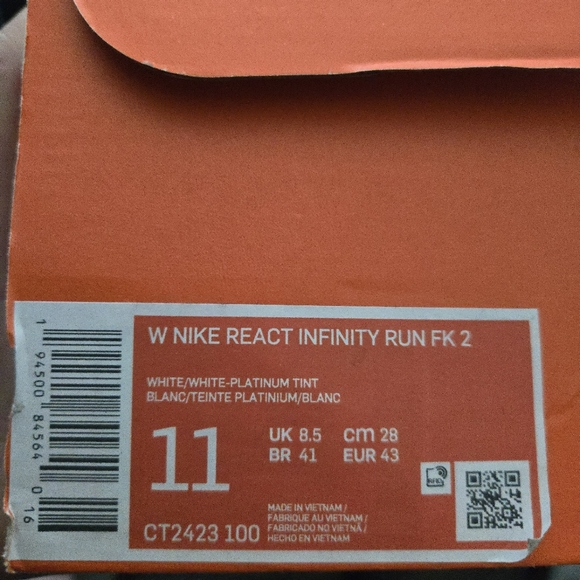 W NIKE REACT INFINITY RUN FK 2
WHITE/WHITE-PLATINUM TINT
BLANC/TEINTE PLATINIUM/BLANC
11
UK 8.5 cm 28
BR 41 EUR 43
CT2423 100
MADE IN VIETNAM /
FABRIQUE AU VIETNAM /
FABRICADO NO VIETNÃ /
HECHO EN VIETNAM
RFID
1 94500 84564 0 16